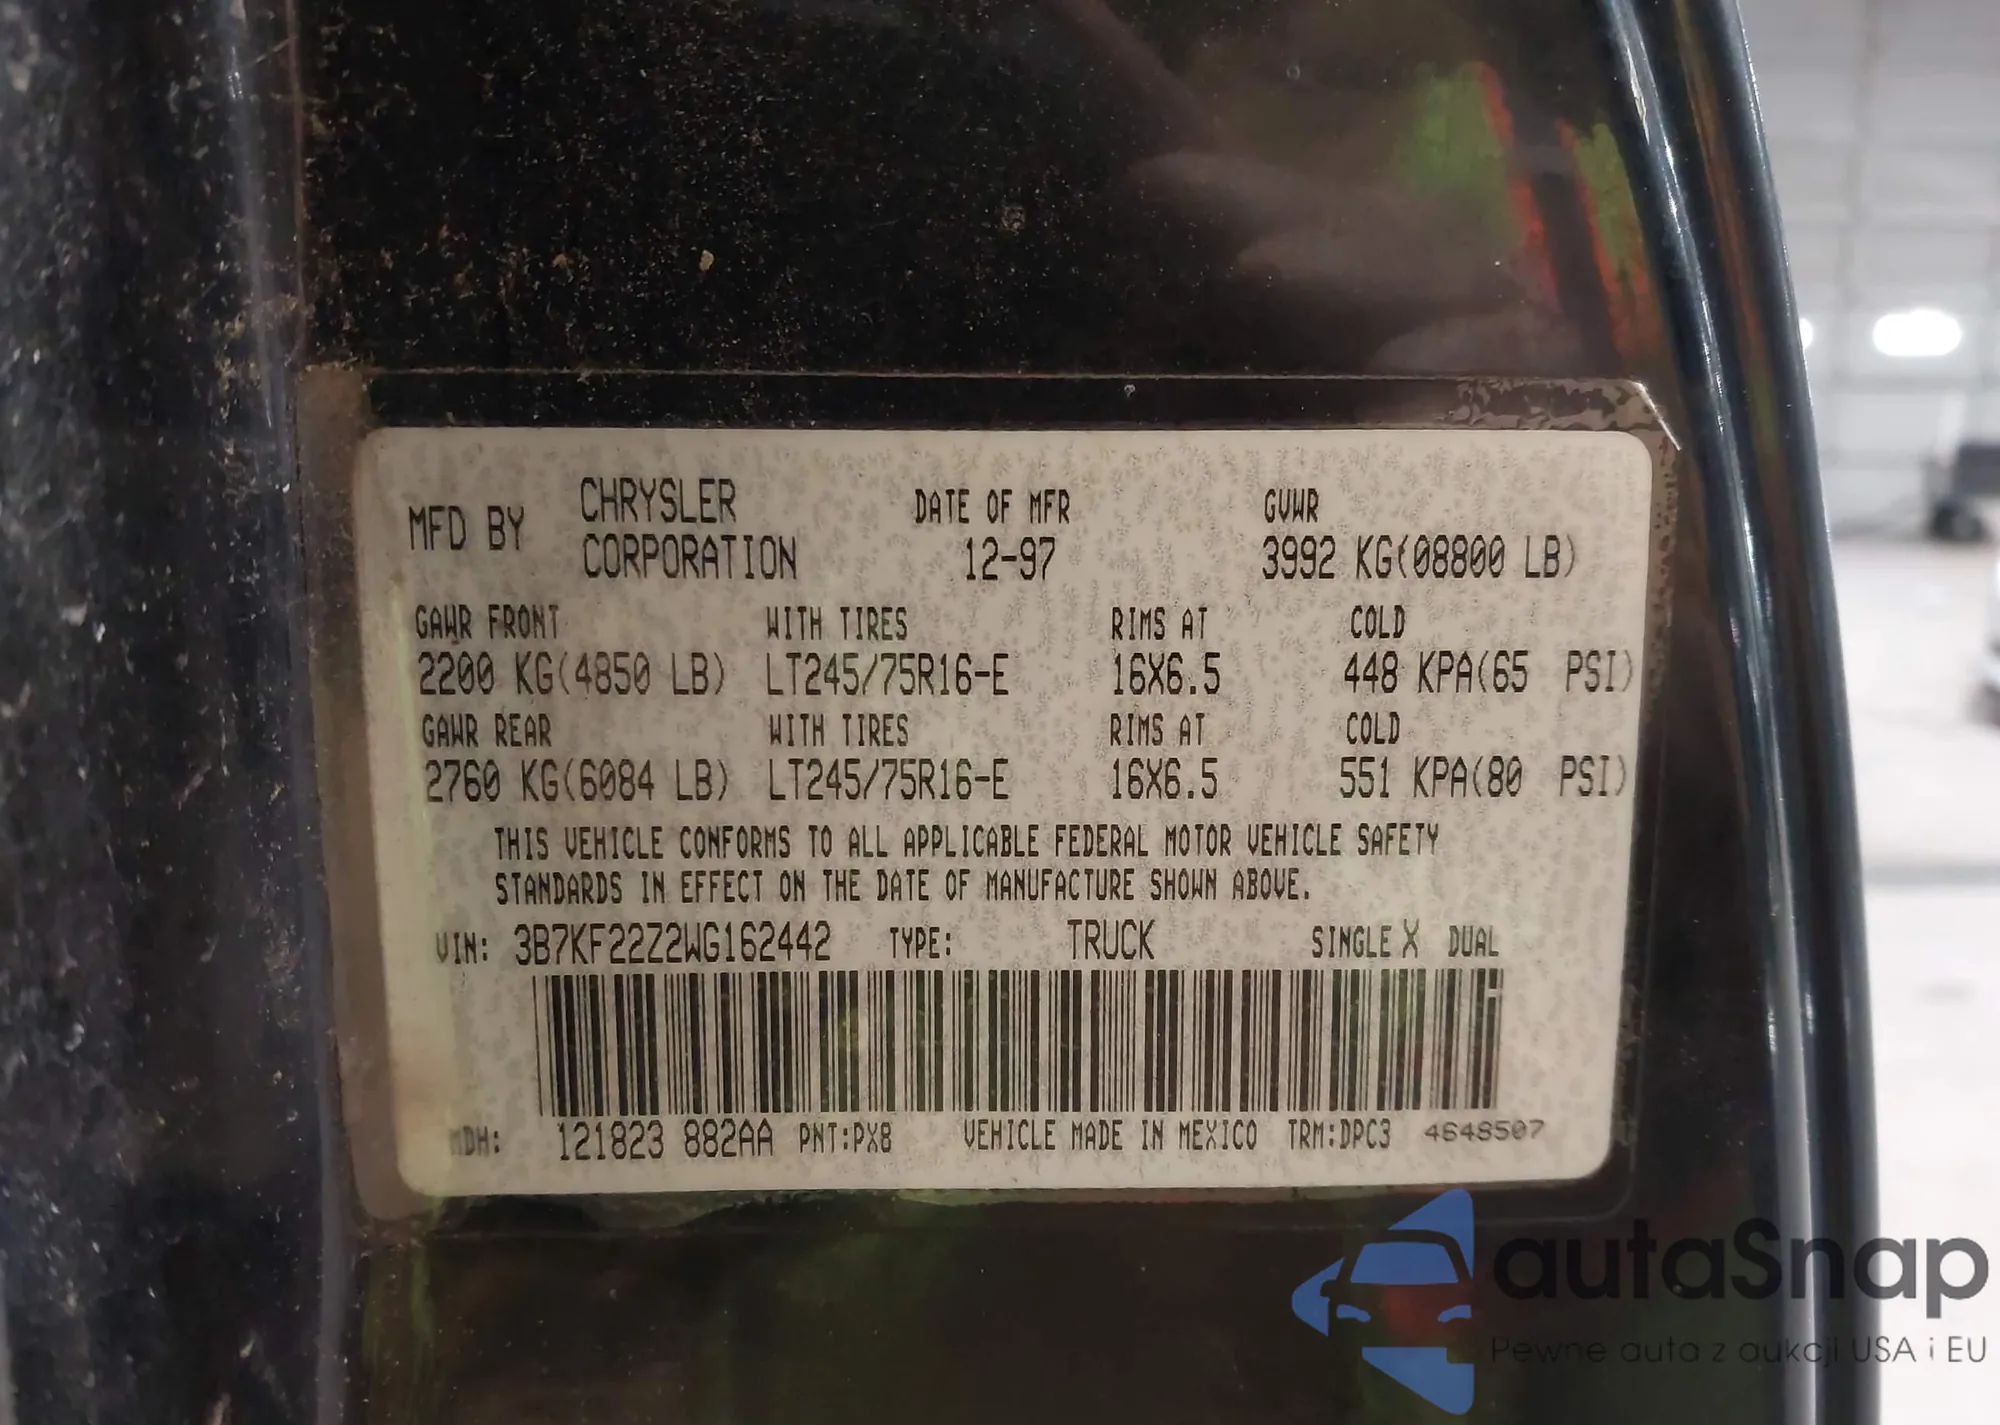 MFD BY CHRYSLER CORPORATION DATE OF MFR 12-97 GVWR 3992 KG(08800 LB)
GAWR FRONT WITH TIRES RIMS AT COLD
2200 KG(4850 LB) LT245/75R16-E 16X6.5 448 KPA(65 PSI)
GAWR REAR WITH TIRES RIMS AT COLD
2760 KG(6084 LB) LT245/75R16-E 16X6.5 551 KPA(80 PSI)
THIS VEHICLE CONFORMS TO ALL APPLICABLE FEDERAL MOTOR VEHICLE SAFETY
STANDARDS IN EFFECT ON THE DATE OF MANUFACTURE SHOWN ABOVE.
VIN: 3B7KF22Z2WG162442 TYPE: TRUCK SINGLE X DUAL
MDH: 121823 882AA PNT:PX8 VEHICLE MADE IN MEXICO TRM:DPC3 4648507
autaSnap
Pewne auta z aukcji USA i EU